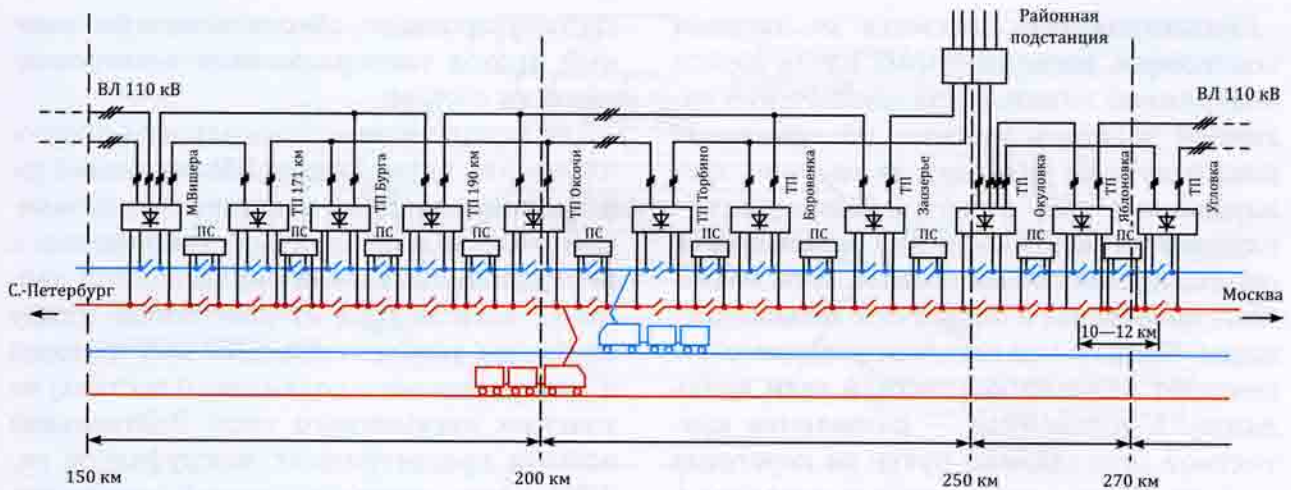 Районная
подстанция
ВЛ 110 кВ
ВЛ 110 кВ
М.Вишера
ТП 171 км
ТП Бурга
ТП 190 км
ТП Оксочи
ТП Торбино
ТП
Боровенка
ТП
Заозерье
ТП
Окуловка
ТП
Яблоновка
ТП
Угловка
ПС
ПС
ПС
ПС
ПС
ПС
ПС
ПС
ПС
ПС
С.-Петербург
Москва
10—12 км
150 км
200 км
250 км
270 км